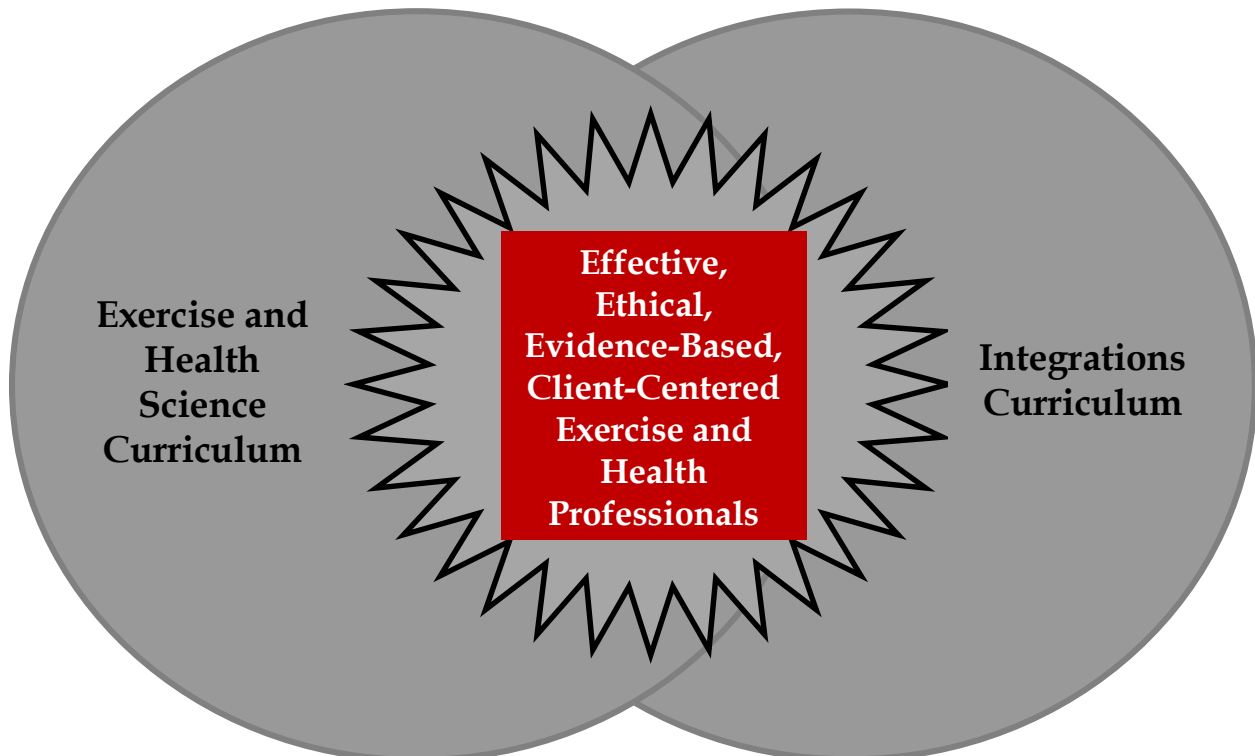 Exercise and
Health
Science
Curriculum
Effective,
Ethical,
Evidence-Based,
Client-Centered
Exercise and
Health
Professionals
Integrations
Curriculum